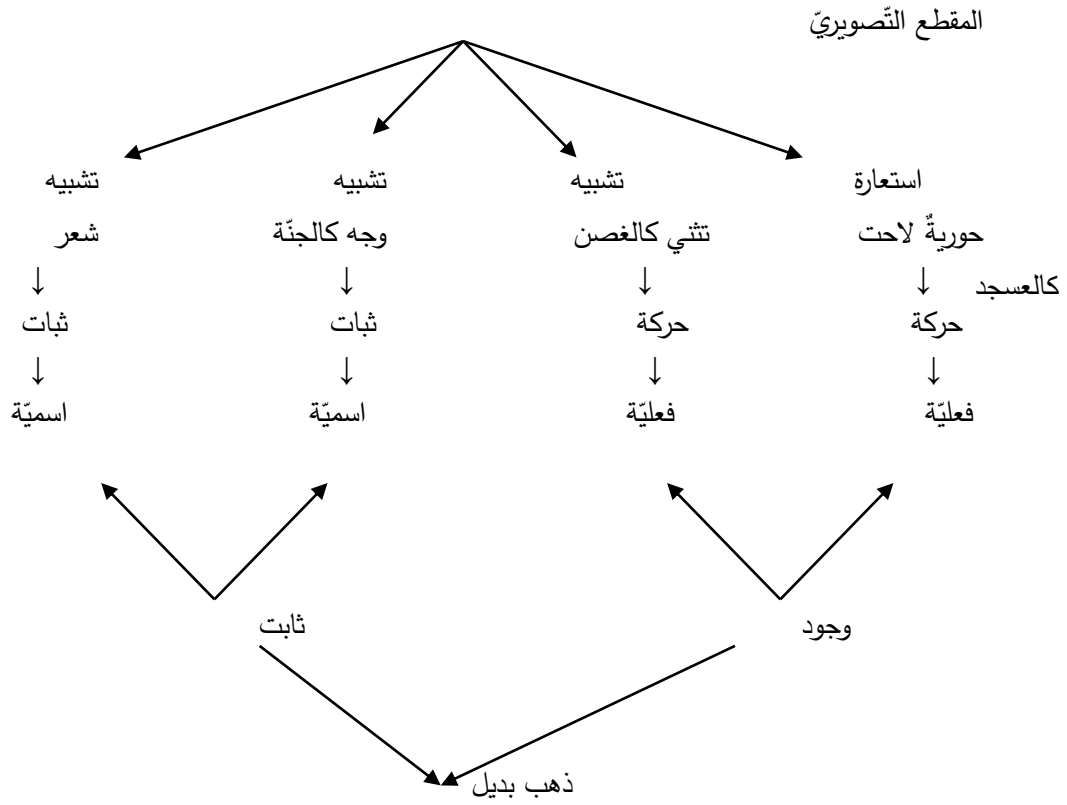 المقطع التّصويريّ
استعارة تشبيه تشبيه تشبيه
حوريةٌ لاحت تثني كالغصن وجه كالجنّة شعر
كالعسجد ↓ ↓ ↓ ↓
حركة حركة ثبات ثبات
↓ ↓ ↓ ↓
فعليّة فعليّة اسميّة اسميّة
وجود ثابت
ذهب بديل